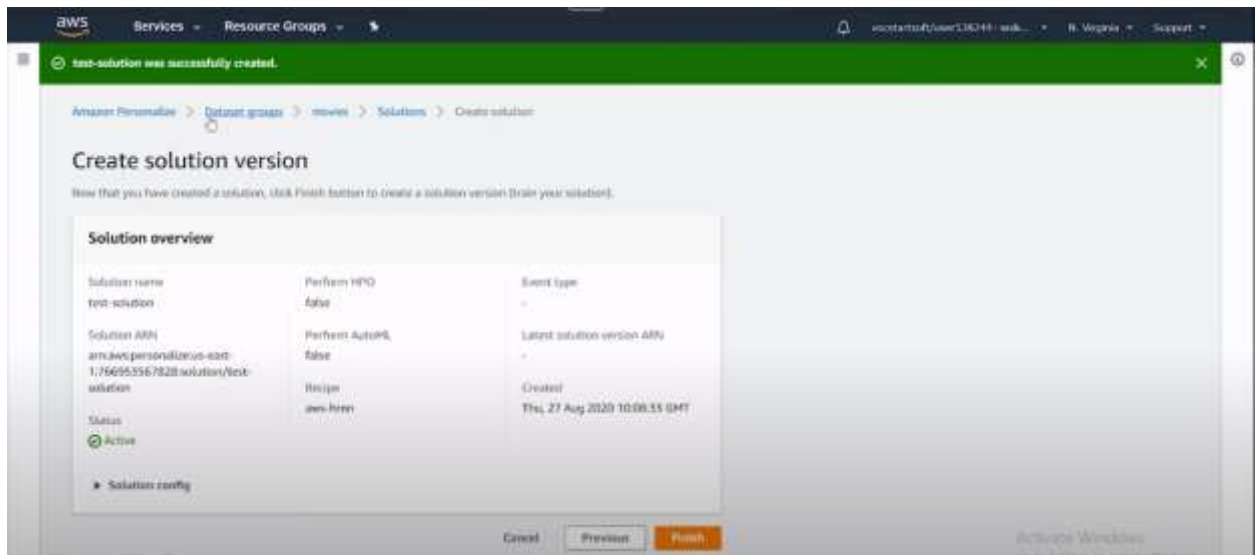 aws
Services
Resource Groups
N. Virginia
Support
test-solution was successfully created.
Amazon Personalize > Dataset groups > movies > Solutions > Create solution
Create solution version
Now that you have created a solution, click Finish button to create a solution version (train your solution).
Solution overview
Solution name
test-solution
Solution ARN
arn:aws:personalize:us-east-
1:766953567828:solution/test-
solution
Status
Active
Perform HPO
false
Perform AutoML
false
Recipe
aws-hrnn
Event type
-
Latest solution version ARN
-
Created
Thu, 27 Aug 2020 10:08:33 GMT
Solution config
Cancel
Previous
Finish
Activate Windows